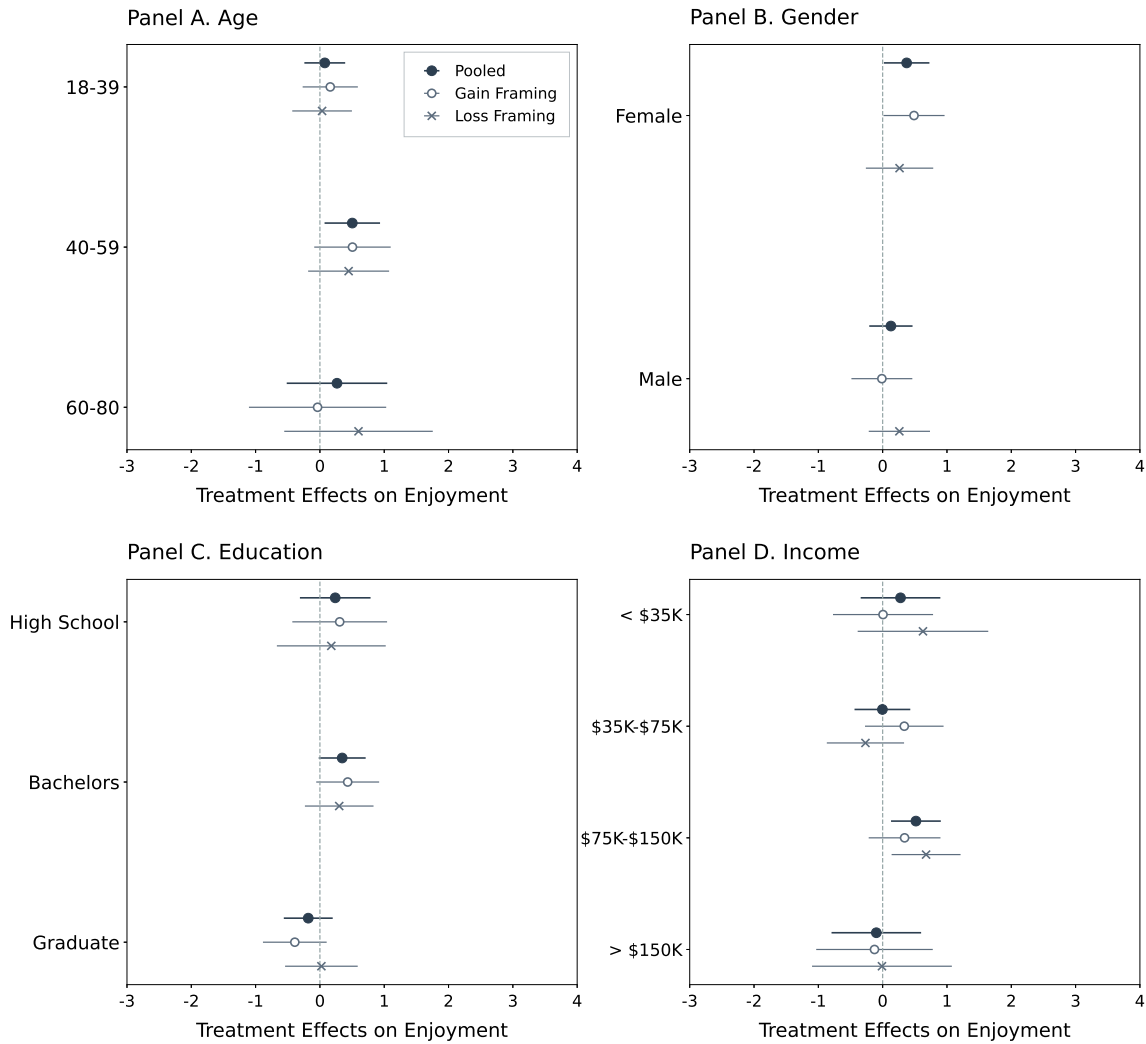 Panel A. Age
18-39
40-59
60-80
Pooled
Gain Framing
Loss Framing
-3 -2 -1 0 1 2 3 4
Treatment Effects on Enjoyment
Panel B. Gender
Female
Male
-3 -2 -1 0 1 2 3 4
Treatment Effects on Enjoyment
Panel C. Education
High School
Bachelors
Graduate
-3 -2 -1 0 1 2 3 4
Treatment Effects on Enjoyment
Panel D. Income
< $35K
$35K-$75K
$75K-$150K
> $150K
-3 -2 -1 0 1 2 3 4
Treatment Effects on Enjoyment